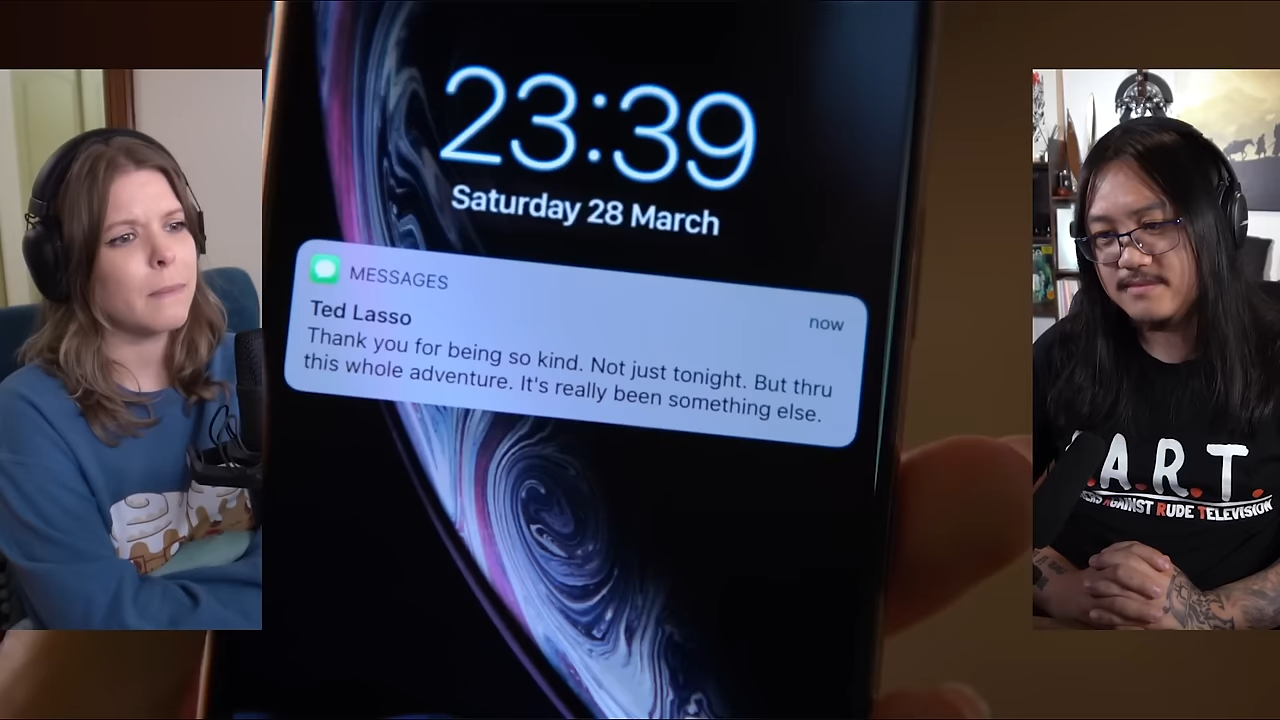 23:39
Saturday 28 March
MESSAGES
now
Ted Lasso
Thank you for being so kind. Not just tonight. But thru
this whole adventure. It's really been something else.
.A.R.T.
AGAINST RUDE TELEVISION